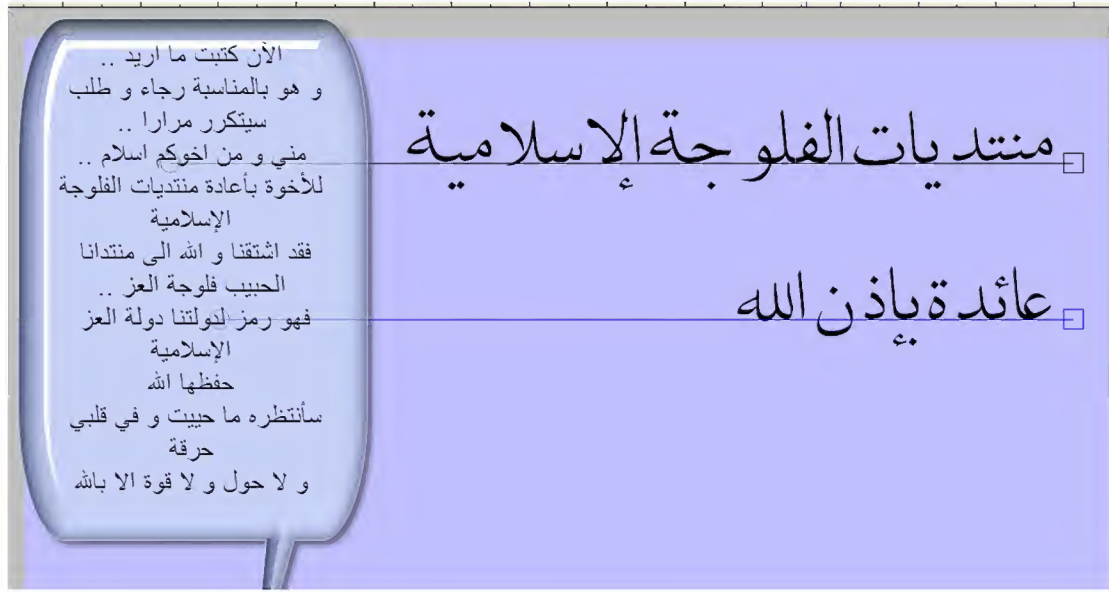 منتديات الفلوجة الإسلامية
عائدة بإذن الله
الآن كتبت ما اريد ..
و هو بالمناسبة رجاء و طلب
سيتكرر مرارا ..
مني و من اخوكم اسلام ..
للأخوة بأعادة منتديات الفلوجة
الإسلامية
فقد اشتقنا و الله الى منتدانا
الحبيب فلوجة العز ..
فهو رمز لدولتنا دولة العز
الإسلامية
حفظها الله
سأنتظره ما حييت و في قلبي
حرقة
و لا حول و لا قوة الا بالله